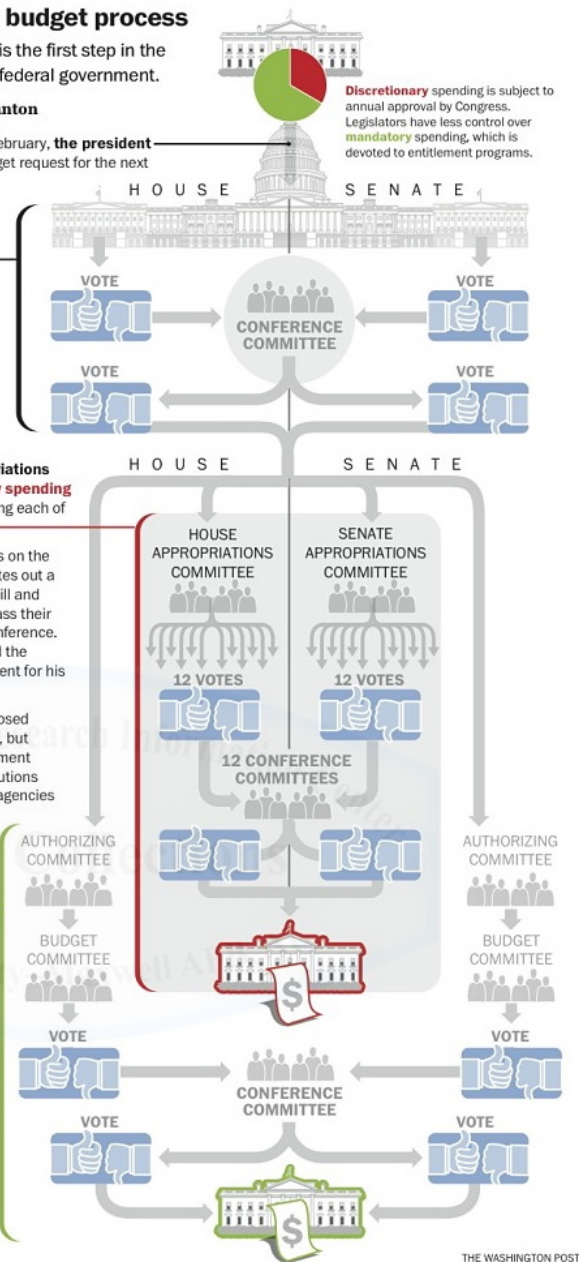 budget process
is the first step in the
federal government.
anton
ebruary, the president
get request for the next
Discretionary spending is subject to
annual approval by Congress.
Legislators have less control over
mandatory spending, which is
devoted to entitlement programs.
HOUSE SENATE
VOTE VOTE
CONFERENCE
COMMITTEE
VOTE VOTE
HOUSE SENATE
riations
y spending
ng each of
s on the
tes out a
ill and
ass their
nference.
d the
ent for his
osed
, but
ment
utions
agencies
HOUSE
APPROPRIATIONS
COMMITTEE
SENATE
APPROPRIATIONS
COMMITTEE
12 VOTES 12 VOTES
12 CONFERENCE
COMMITTEES
AUTHORIZING
COMMITTEE
AUTHORIZING
COMMITTEE
BUDGET
COMMITTEE
BUDGET
COMMITTEE
$
VOTE VOTE
CONFERENCE
COMMITTEE
VOTE VOTE
$
THE WASHINGTON POST